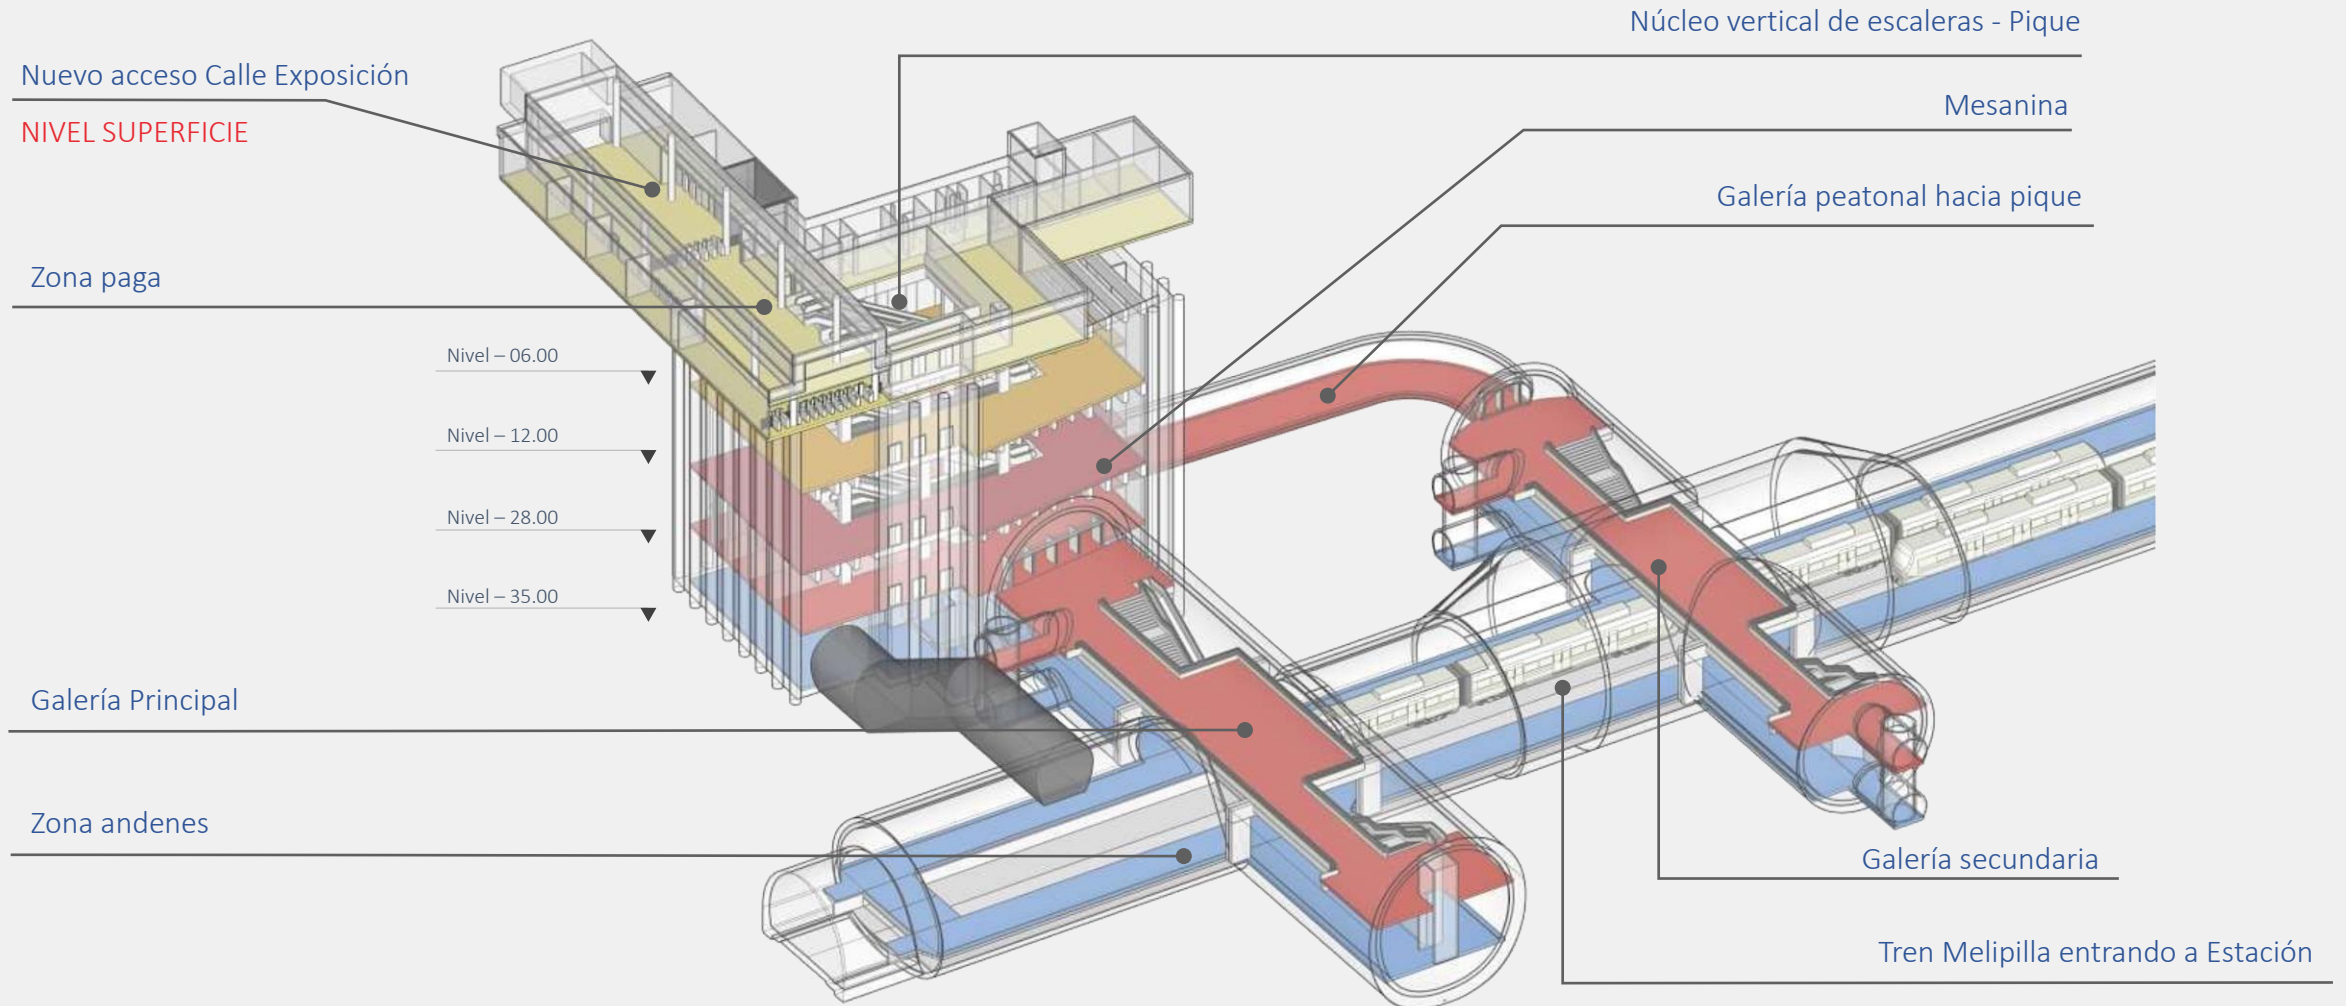 Núcleo vertical de escaleras - Pique
Nuevo acceso Calle Exposición
NIVEL SUPERFICIE
Mesanina
Galería peatonal hacia pique
Zona paga
Nivel – 06.00
Nivel – 12.00
Nivel – 28.00
Nivel – 35.00
Galería Principal
Zona andenes
Galería secundaria
Tren Melipilla entrando a Estación